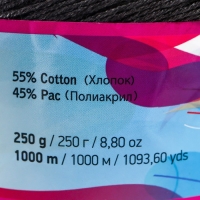 55% Cotton (Хлопок)
45% Pac (Полиакрил)
250 g / 250 г / 8,80 oz
1000 m / 1000 м / 1093,60 yds